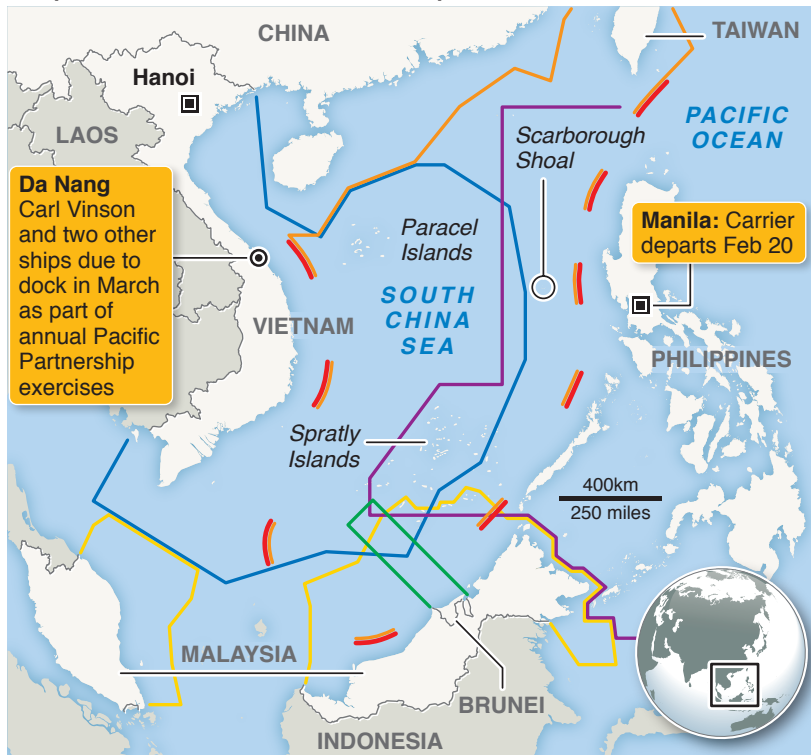 CHINA
TAIWAN
Hanoi
PACIFIC
OCEAN
LAOS
Scarborough
Shoal
Da Nang
Carl Vinson
and two other
ships due to
dock in March
as part of
annual Pacific
Partnership
exercises
Manila: Carrier
departs Feb 20
Paracel
Islands
SOUTH
CHINA
SEA
VIETNAM
PHILIPPINES
Spratly
Islands
400km
250 miles
MALAYSIA
BRUNEI
INDONESIA